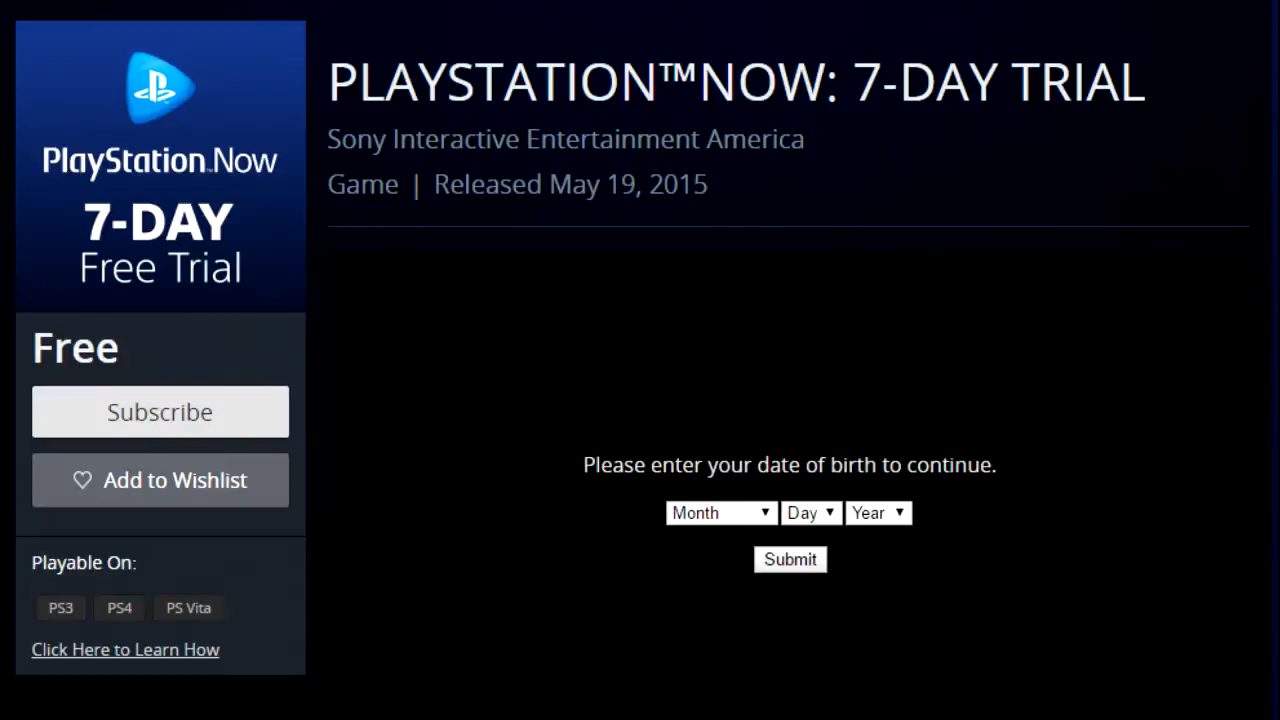 PlayStation™Now
7-DAY
Free Trial
Free
Subscribe
Add to Wishlist
Playable On:
PS3 PS4 PS Vita
Click Here to Learn How
PLAYSTATION™NOW: 7-DAY TRIAL
Sony Interactive Entertainment America
Game | Released May 19, 2015
Please enter your date of birth to continue.
Month Day Year
Submit